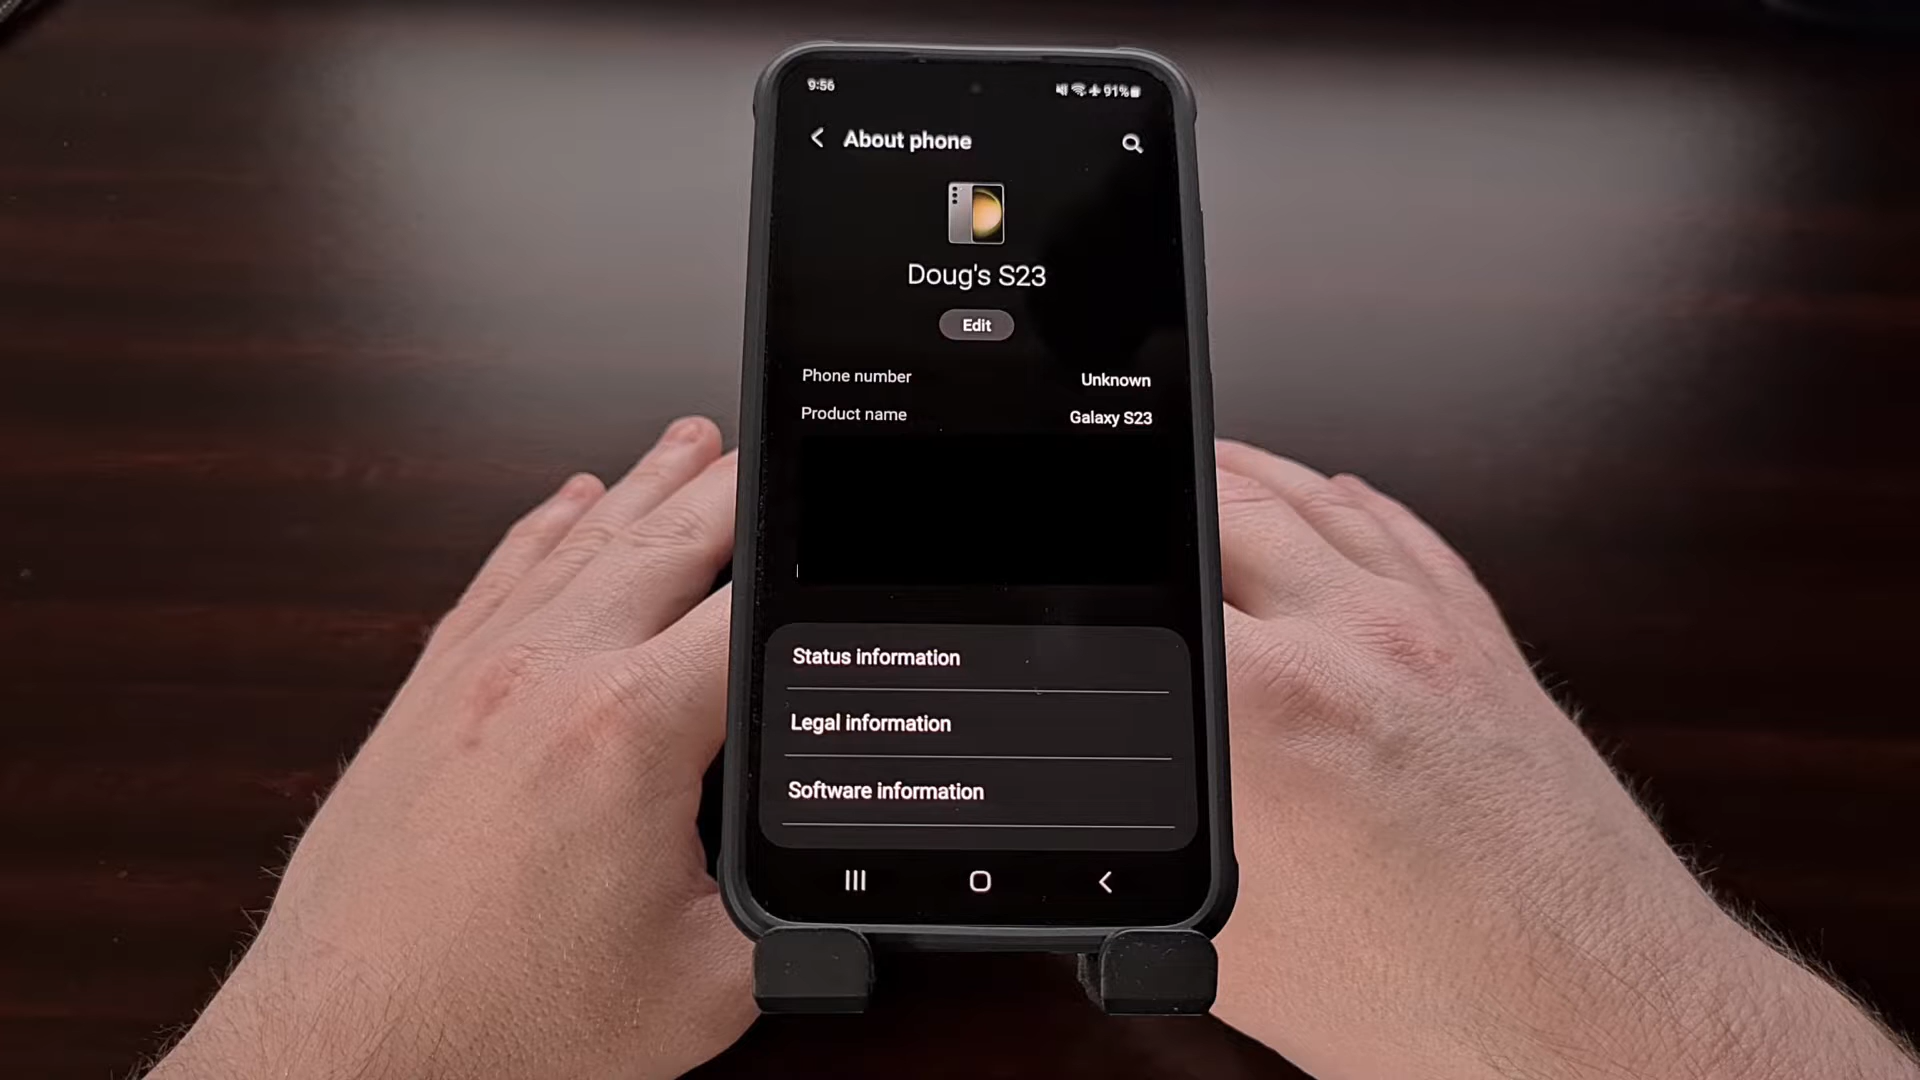 9:56
91%
About phone
Doug's S23
Edit
Phone number Unknown
Product name Galaxy S23
Status information
Legal information
Software information